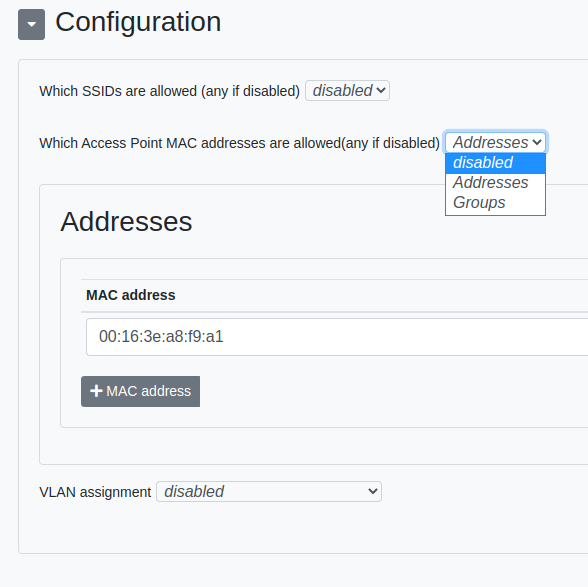 Configuration
Which SSIDs are allowed (any if disabled) disabled
Which Access Point MAC addresses are allowed(any if disabled) Addresses
disabled
Addresses
Groups
Addresses
MAC address
00:16:3e:a8:f9:a1
MAC address
VLAN assignment disabled